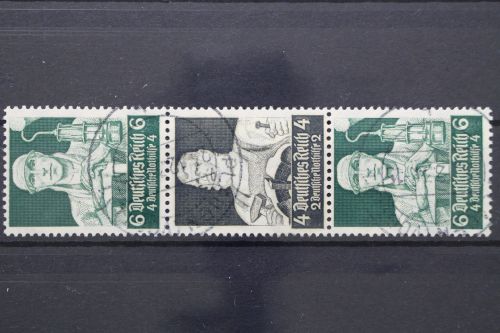 6 Deutsches Reich 6
4 Deutsche Nothilfe 4
4 Deutsches Reich 4
2 Deutsche Nothilfe 2
6 Deutsches Reich 6
4 Deutsche Nothilfe 4